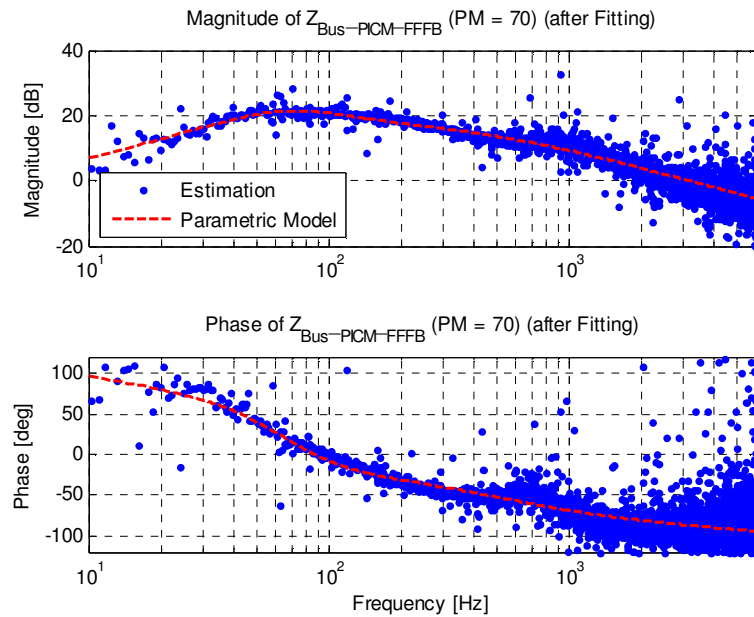 Magnitude of Z_Bus−PICM−FFFB (PM = 70) (after Fitting)
Magnitude [dB]
40
20
0
-20
Estimation
Parametric Model
10^1
10^2
10^3
Phase of Z_Bus−PICM−FFFB (PM = 70) (after Fitting)
Phase [deg]
100
50
0
-50
-100
10^1
10^2
10^3
Frequency [Hz]